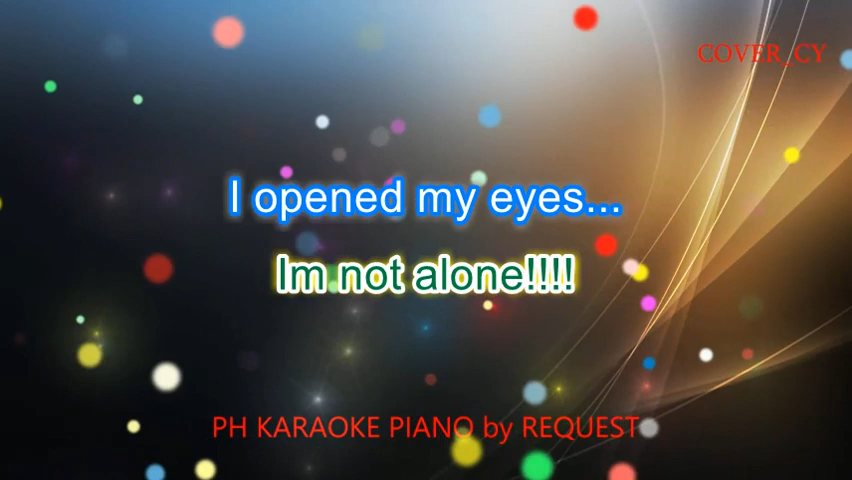 COVER_CY
I opened my eyes...
Im not alone!!!!
PH KARAOKE PIANO by REQUEST